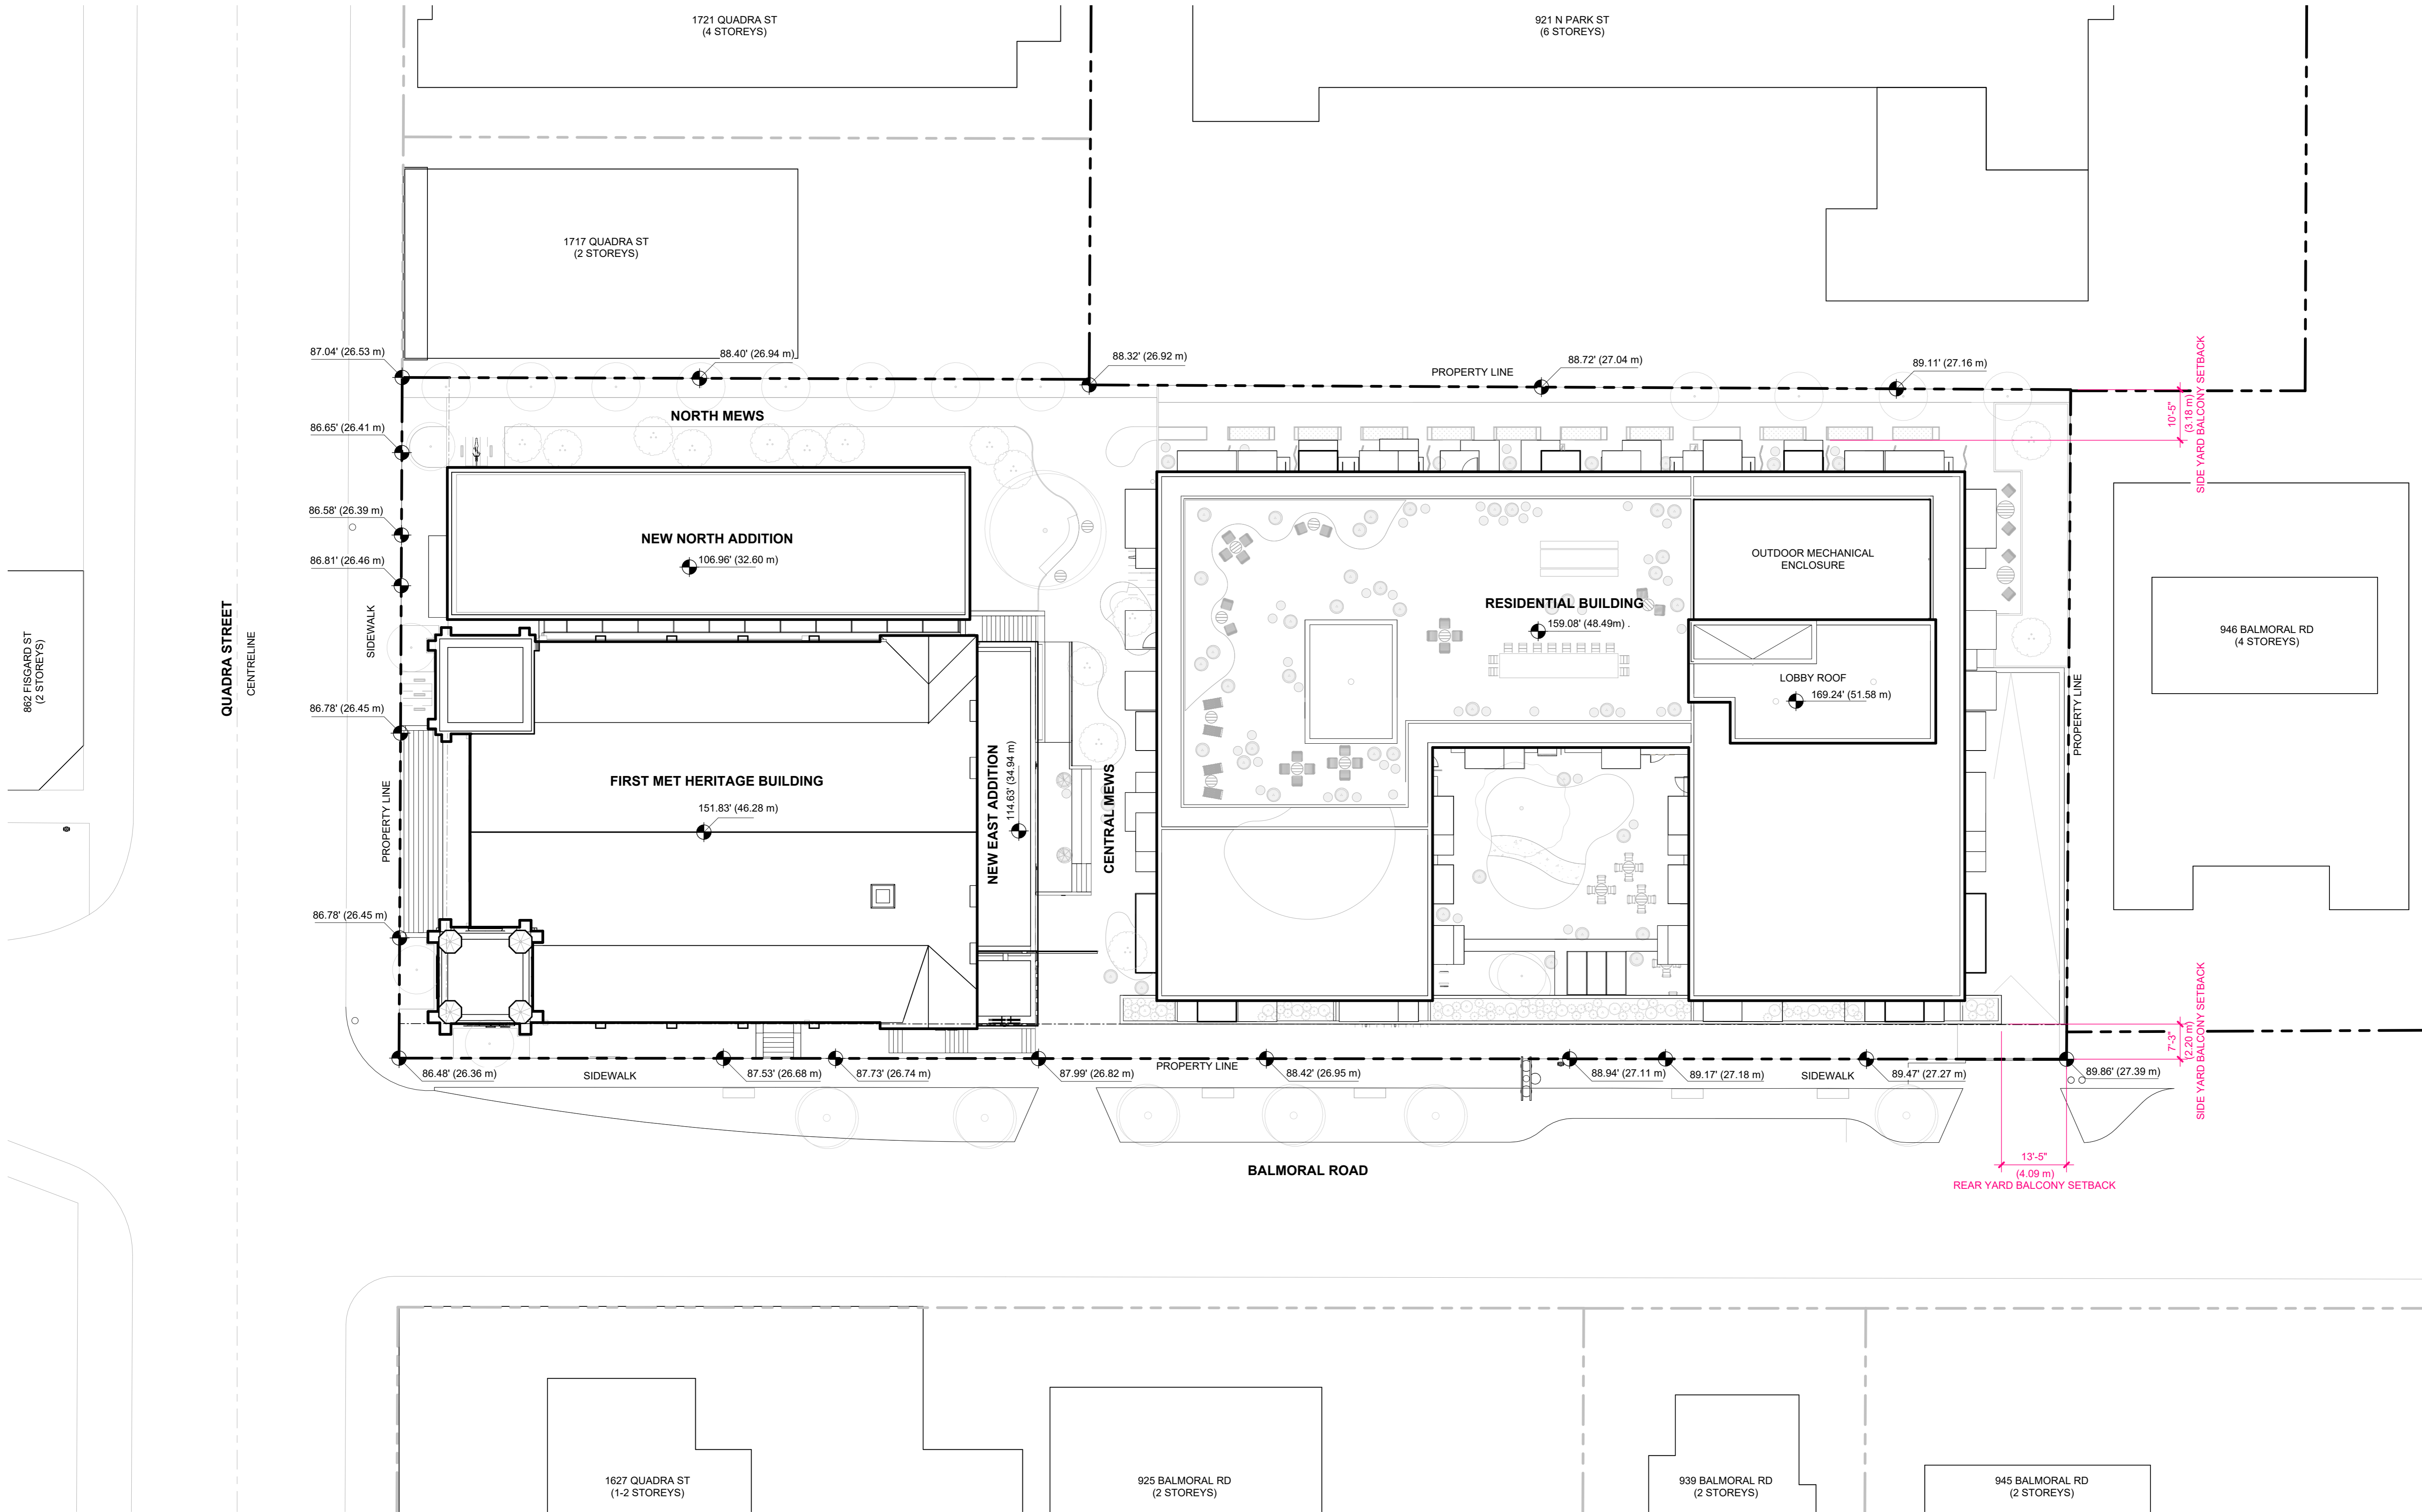 1721 QUADRA ST
(4 STOREYS)
921 N PARK ST
(6 STOREYS)
1717 QUADRA ST
(2 STOREYS)
87.04' (26.53 m)
88.40' (26.94 m)
88.32' (26.92 m)
88.72' (27.04 m)
89.11' (27.16 m)
PROPERTY LINE
10'-5"
(3.18 m)
SIDE YARD BALCONY SETBACK
NORTH MEWS
86.65' (26.41 m)
86.58' (26.39 m)
86.81' (26.46 m)
NEW NORTH ADDITION
106.96' (32.60 m)
OUTDOOR MECHANICAL
ENCLOSURE
RESIDENTIAL BUILDING
159.08' (48.49m) .
862 FISGARD ST
(2 STOREYS)
QUADRA STREET
CENTRELINE
SIDEWALK
946 BALMORAL RD
(4 STOREYS)
LOBBY ROOF
169.24' (51.58 m)
PROPERTY LINE
86.78' (26.45 m)
FIRST MET HERITAGE BUILDING
151.83' (46.28 m)
NEW EAST ADDITION
114.63' (34.94 m)
CENTRAL MEWS
PROPERTY LINE
86.78' (26.45 m)
7'-3"
(2.20 m)
SIDE YARD BALCONY SETBACK
86.48' (26.36 m)
SIDEWALK
87.53' (26.68 m)
87.73' (26.74 m)
87.99' (26.82 m)
PROPERTY LINE
88.42' (26.95 m)
88.94' (27.11 m)
89.17' (27.18 m)
SIDEWALK
89.47' (27.27 m)
89.86' (27.39 m)
BALMORAL ROAD
13'-5"
(4.09 m)
REAR YARD BALCONY SETBACK
1627 QUADRA ST
(1-2 STOREYS)
925 BALMORAL RD
(2 STOREYS)
939 BALMORAL RD
(2 STOREYS)
945 BALMORAL RD
(2 STOREYS)